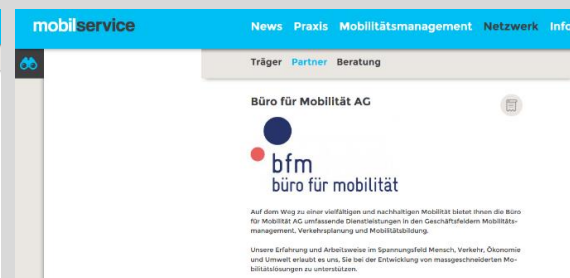 mobilservice
News Praxis Mobilitätsmanagement Netzwerk Info
Träger Partner Beratung
Büro für Mobilität AG
bfm
büro für mobilität
Auf dem Weg zu einer vielfältigen und nachhaltigen Mobilität bietet Ihnen die Büro
für Mobilität AG umfassende Dienstleistungen in den Geschäftsfeldern Mobilitäts-
management, Verkehrsplanung und Mobilitätsbildung.
Unsere Erfahrung und Arbeitsweise im Spannungsfeld Mensch, Verkehr, Ökonomie
und Umwelt erlaubt es uns, Sie bei der Entwicklung von massgeschneiderten Mo-
bilitätslösungen zu unterstützen.